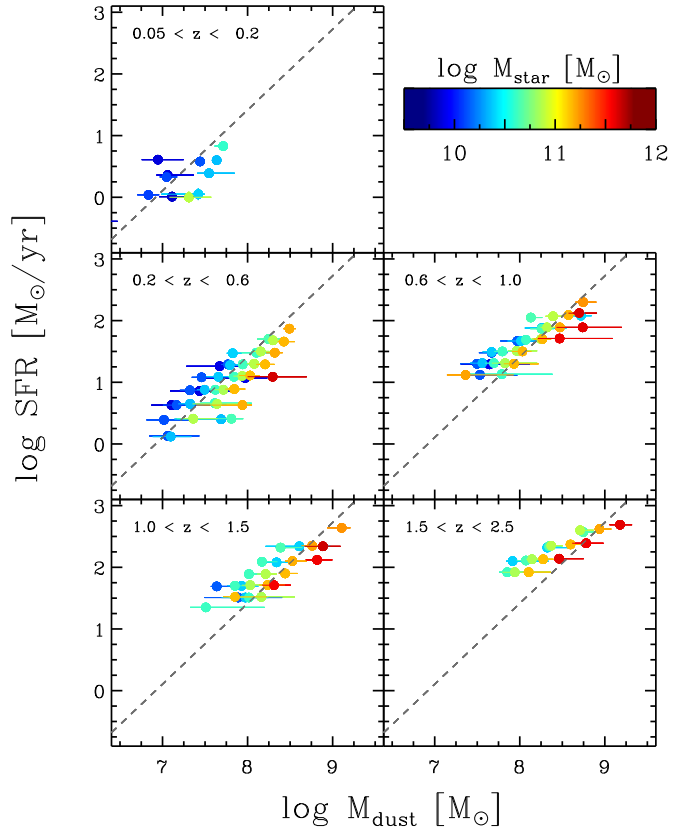 3
0.05 < z < 0.2
2
1
0
log M_star [M_⊙]
10 11 12
3
0.2 < z < 0.6
0.6 < z < 1.0
2
1
0
log SFR [M_⊙/yr]
3
1.0 < z < 1.5
1.5 < z < 2.5
2
1
0
7 8 9 7 8 9
log M_dust [M_⊙]